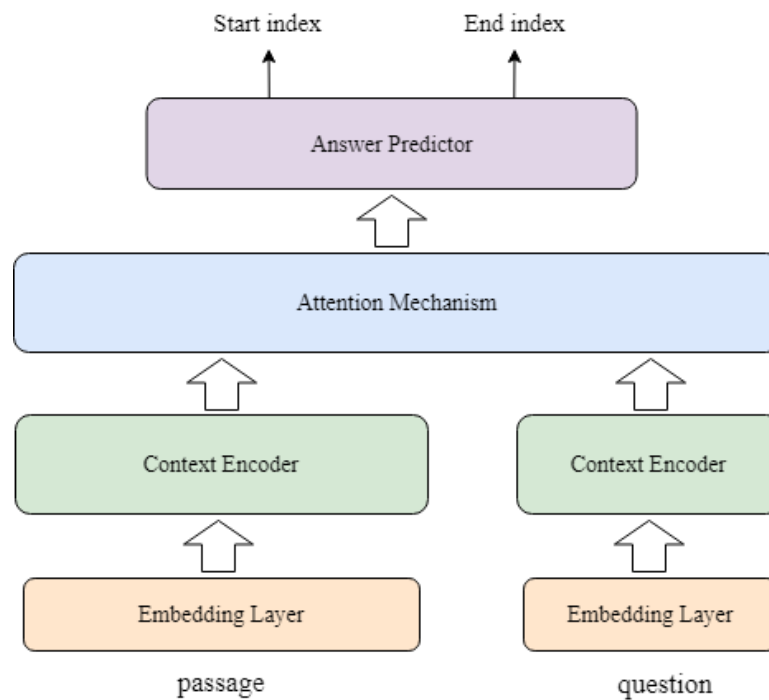 Start index End index
Answer Predictor
Attention Mechanism
Context Encoder Context Encoder
Embedding Layer Embedding Layer
passage question